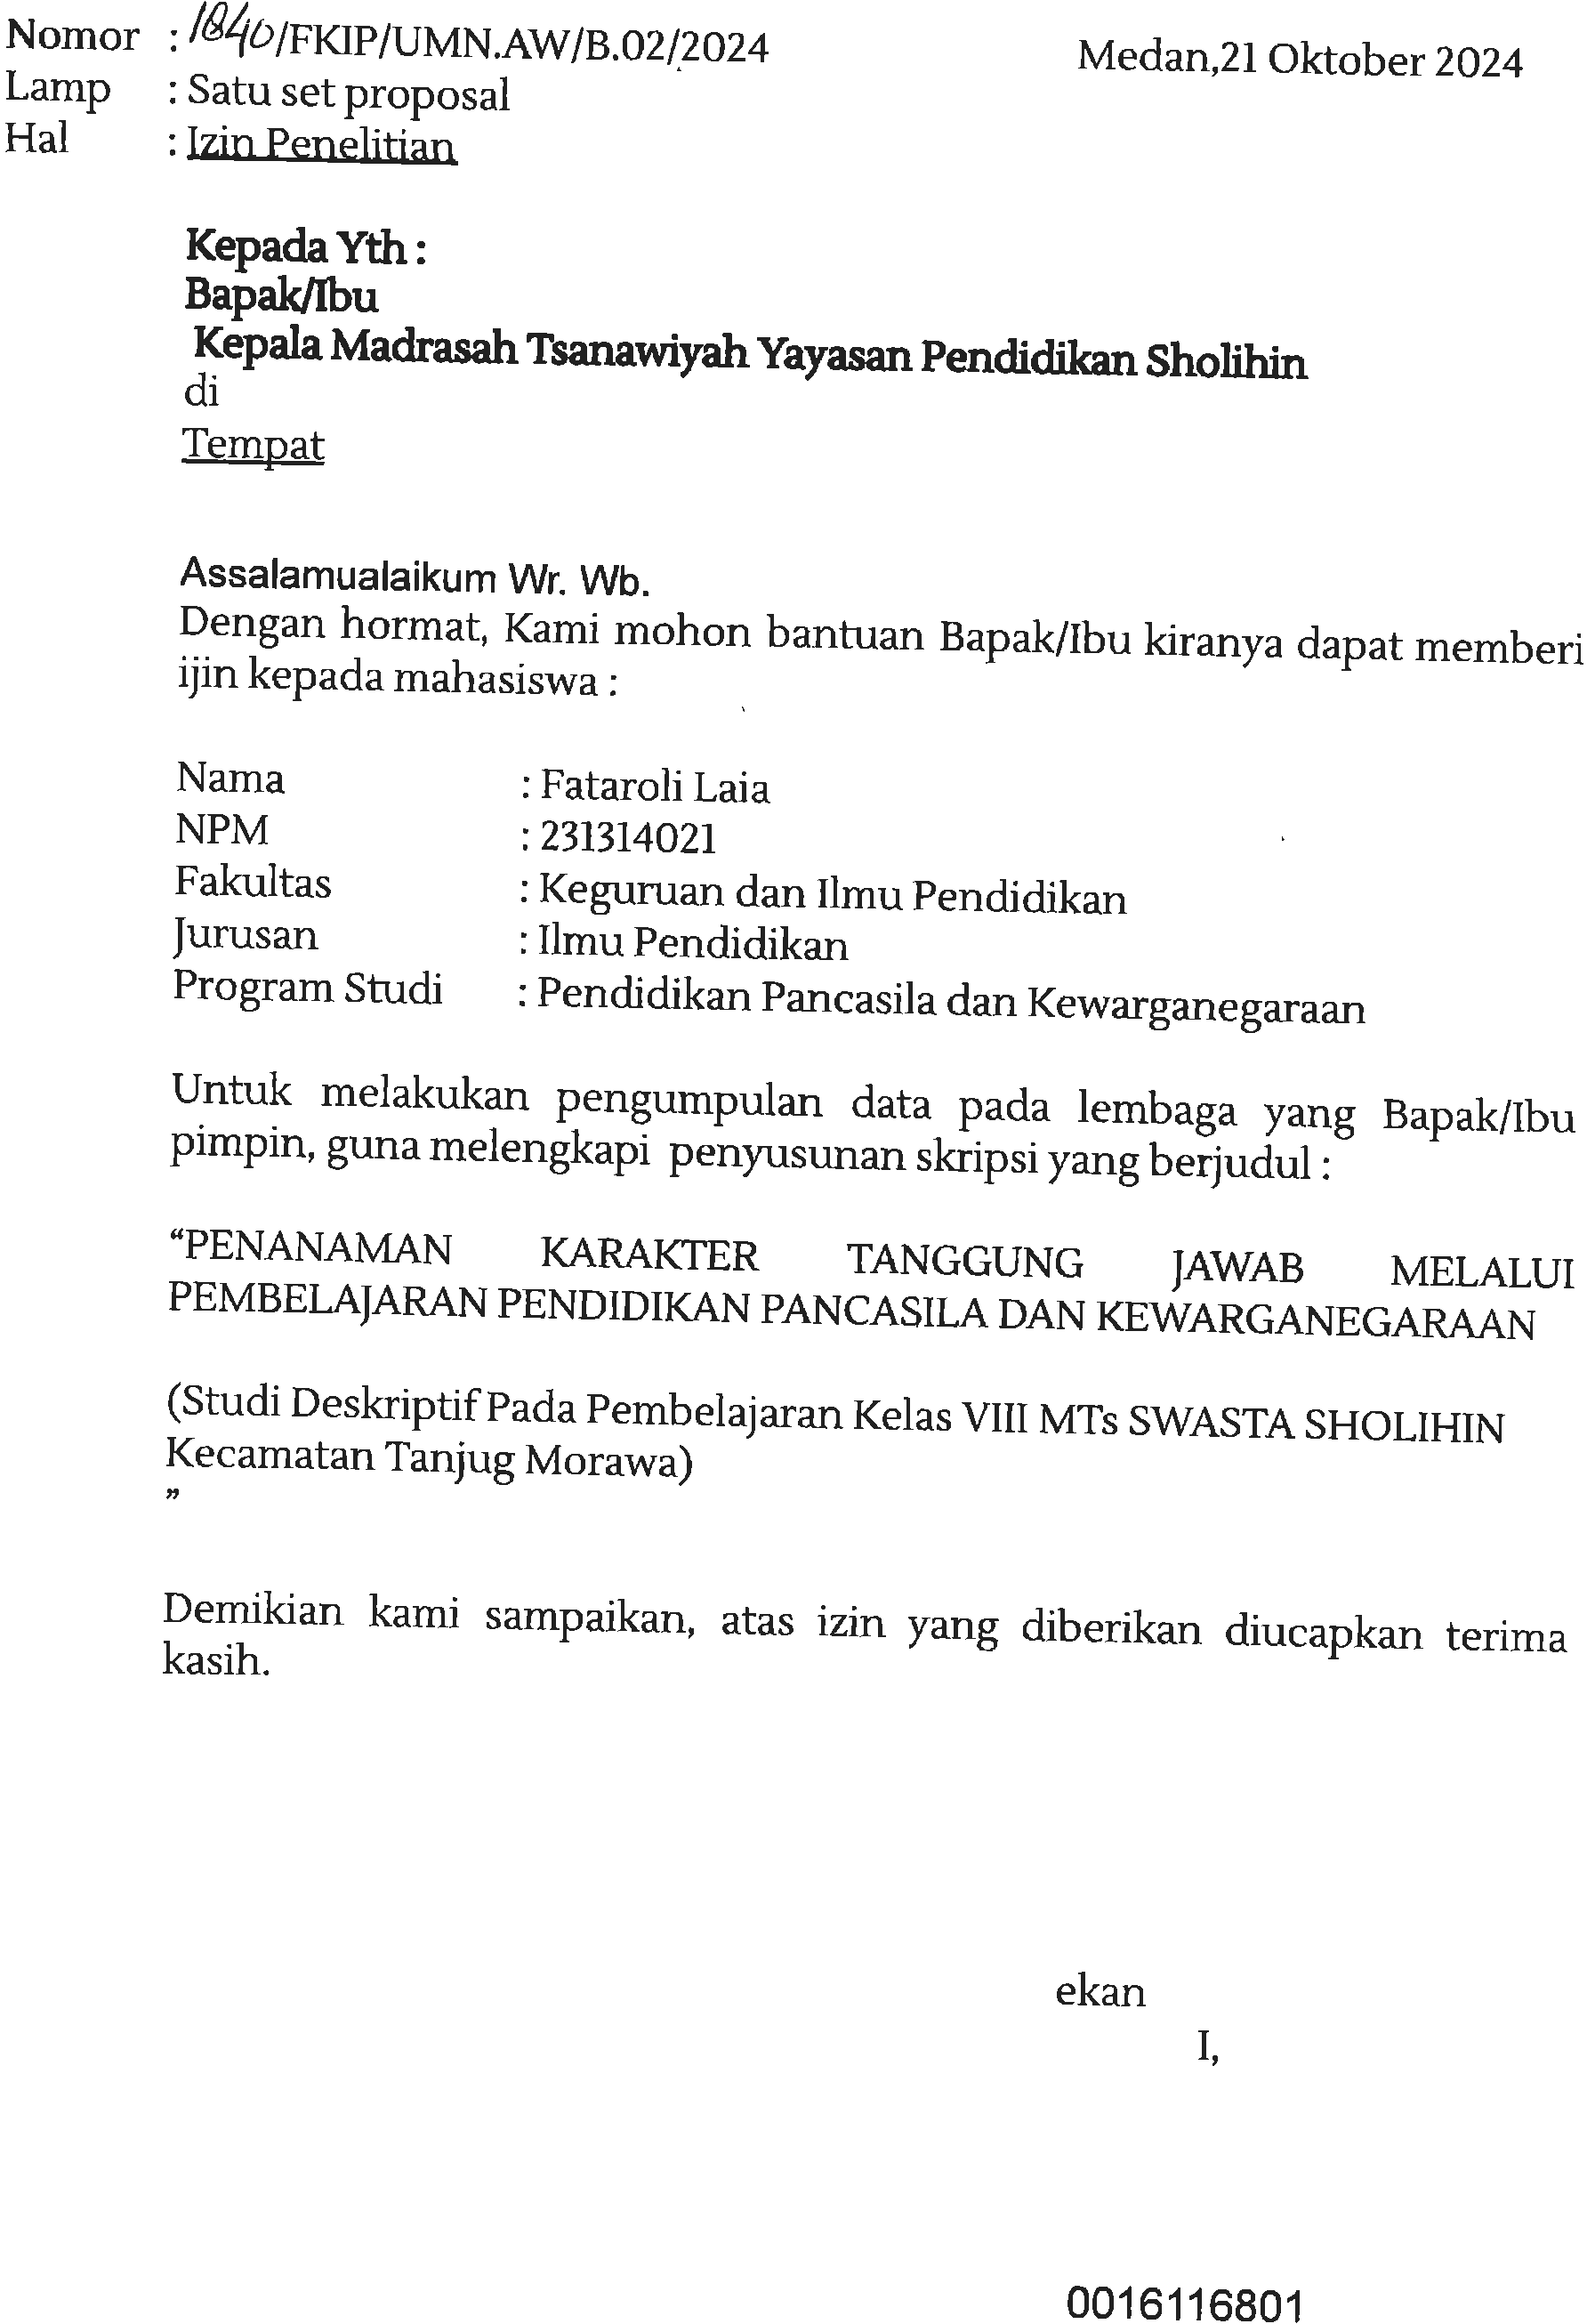 Nomor : 1840/FKIP/UMN.AW/B.02/2024 Medan,21 Oktober 2024
Lamp : Satu set proposal
Hal : Izin Penelitian
Kepada Yth :
Bapak/Ibu
Kepala Madrasah Tsanawiyah Yayasan Pendidikan Sholihin
di
Tempat
Assalamualaikum Wr. Wb.
Dengan hormat, Kami mohon bantuan Bapak/Ibu kiranya dapat memberi
ijin kepada mahasiswa :
Nama : Fataroli Laia
NPM : 231314021
Fakultas : Keguruan dan Ilmu Pendidikan
Jurusan : Ilmu Pendidikan
Program Studi : Pendidikan Pancasila dan Kewarganegaraan
Untuk melakukan pengumpulan data pada lembaga yang Bapak/Ibu
pimpin, guna melengkapi penyusunan skripsi yang berjudul :
“PENANAMAN KARAKTER TANGGUNG JAWAB MELALUI
PEMBELAJARAN PENDIDIKAN PANCASILA DAN KEWARGANEGARAAN
(Studi Deskriptif Pada Pembelajaran Kelas VIII MTs SWASTA SHOLIHIN
Kecamatan Tanjug Morawa)
”
Demikian kami sampaikan, atas izin yang diberikan diucapkan terima
kasih.
ekan
I,
0016116801